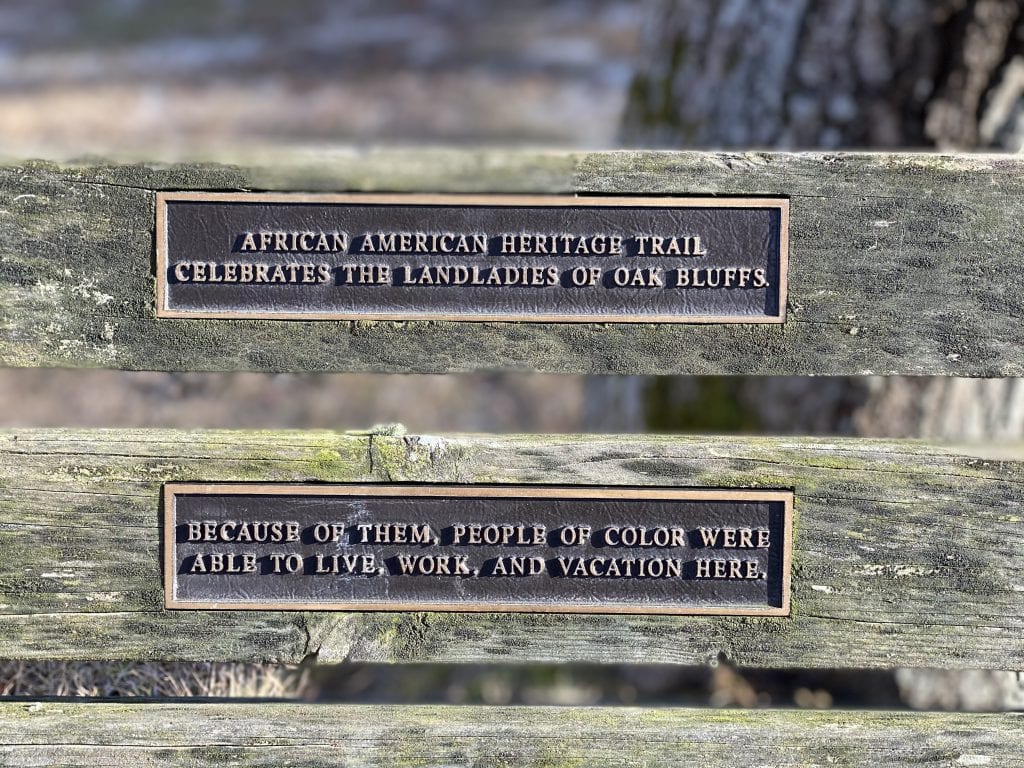 AFRICAN AMERICAN HERITAGE TRAIL
CELEBRATES THE LANDLADIES OF OAK BLUFFS.
BECAUSE OF THEM, PEOPLE OF COLOR WERE
ABLE TO LIVE, WORK, AND VACATION HERE.